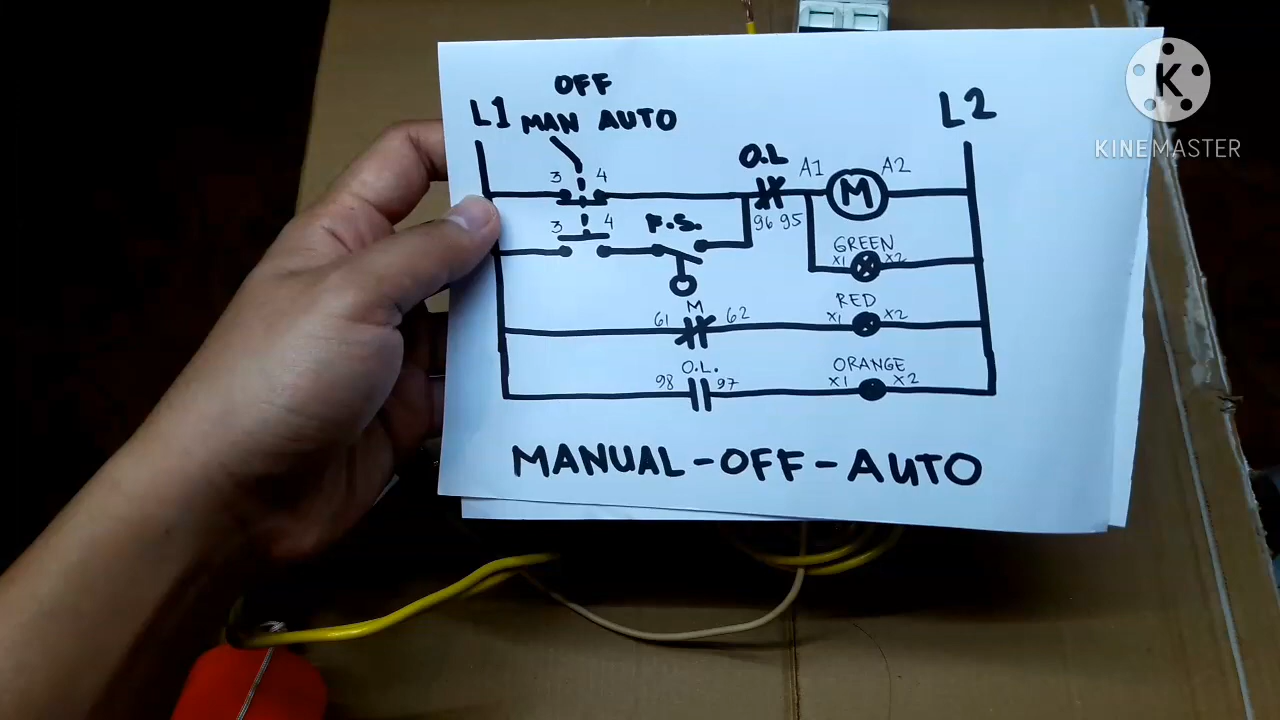 OFF
L1 MAN AUTO
L2
O.L
A1 A2
3 4
96 95
3 4
F.S.
GREEN
X1 X2
M
61 62
RED
X1 X2
O.L.
98 97
ORANGE
X1 X2
M
MANUAL-OFF-AUTO
K
KINEMASTER